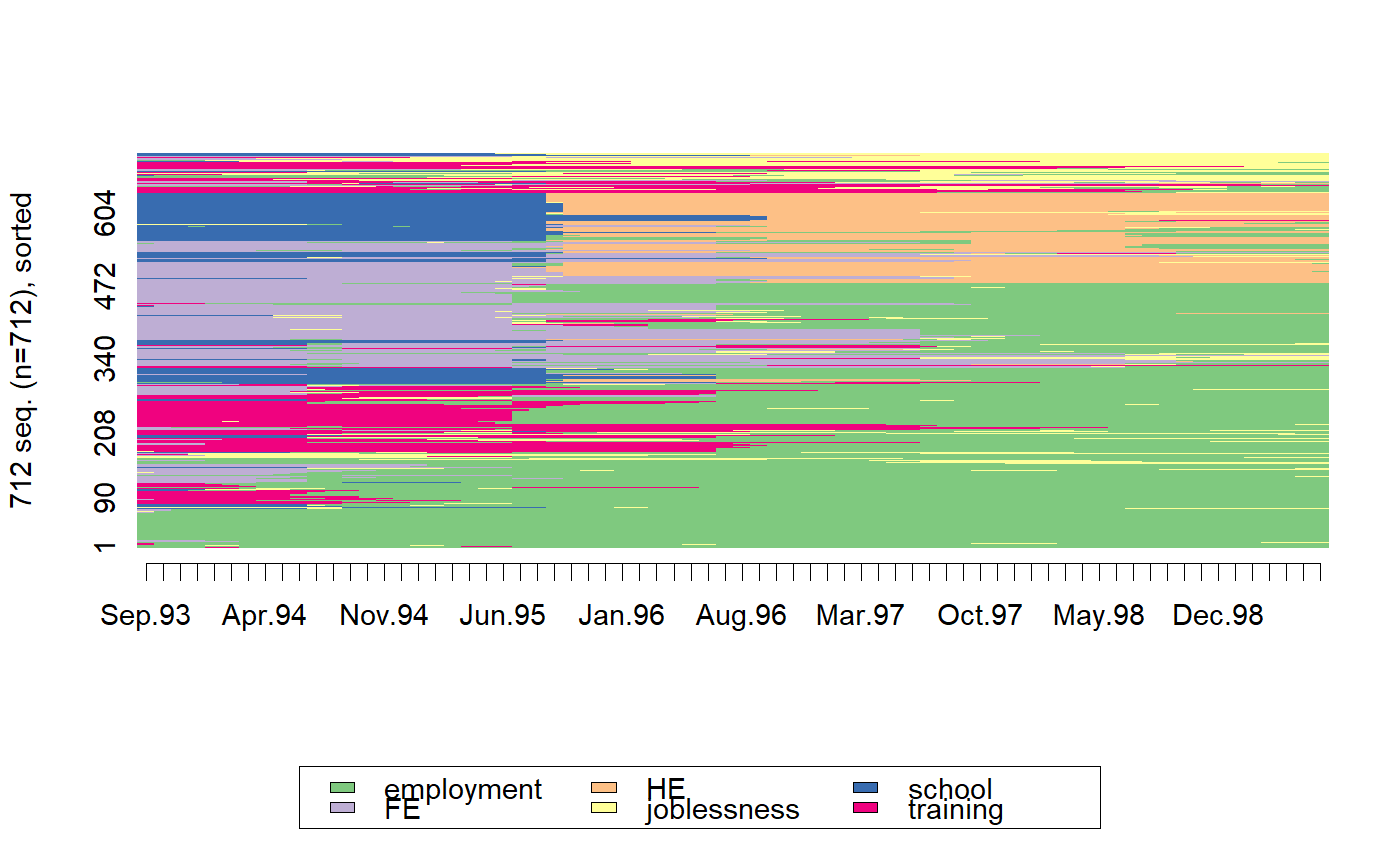 712 seq. (n=712), sorted
604
472
340
208
90
1
Sep.93 Apr.94 Nov.94 Jun.95 Jan.96 Aug.96 Mar.97 Oct.97 May.98 Dec.98
employment HE school
FE joblessness training